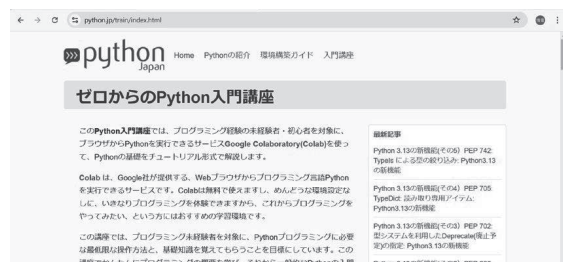 python.jp/train/index.html
python
Japan
Home Pythonの紹介 環境構築ガイド 入門講座
ゼロからのPython入門講座
このPython入門講座では、プログラミング経験の未経験者・初心者を対象に、
ブラウザからPythonを実行できるサービスGoogle Colaboratory(Colab)を使っ
て、Pythonの基礎をチュートリアル形式で解説します。
Colab は、Google社が提供する、WebブラウザからプログラミングPython言語
を実行できるサービスです。Colabは無料で使えますし、めんどうな環境設定な
しに、いきなりプログラミングを体験できますから、これからプログラミングを
やってみたい、という方にはおすすめの学習環境です。
この講座では、プログラミング未経験者を対象に、Pythonプログラミングに必要
な最低限な操作方法と、基礎知識を覚えてもらうことを目標にしています。この
最新記事
Python 3.13の新機能(その5) PEP 742:
TypeIs による型の絞り込み: Python3.13
の新機能
Python 3.13の新機能(その4) PEP 705
TypeDict: 読み取り専用アイテム:
Python3.13の新機能
Python 3.13の新機能(その3) PEP 702:
型システムを利用したDeprecate(廃止予
定)の指定: Python3.13の新機能